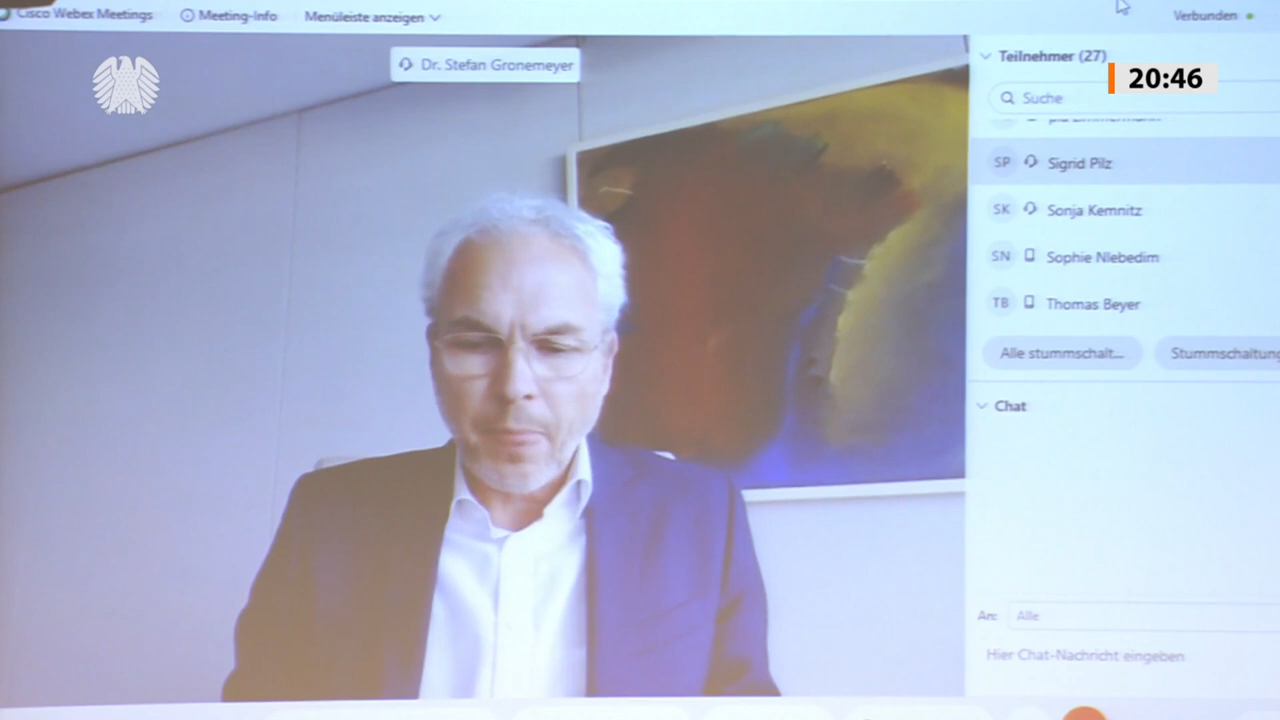 Cisco Webex Meetings
Meeting-Info
Menüleiste anzeigen
Verbunden
Dr. Stefan Gronemeyer
Teilnehmer (27)
20:46
Suche
SP Sigrid Pilz
SK Sonja Kemnitz
SN Sophie NIebedim
TB Thomas Beyer
Alle stummschalt...
Stummschaltung
Chat
An: Alle
Hier Chat-Nachricht eingeben